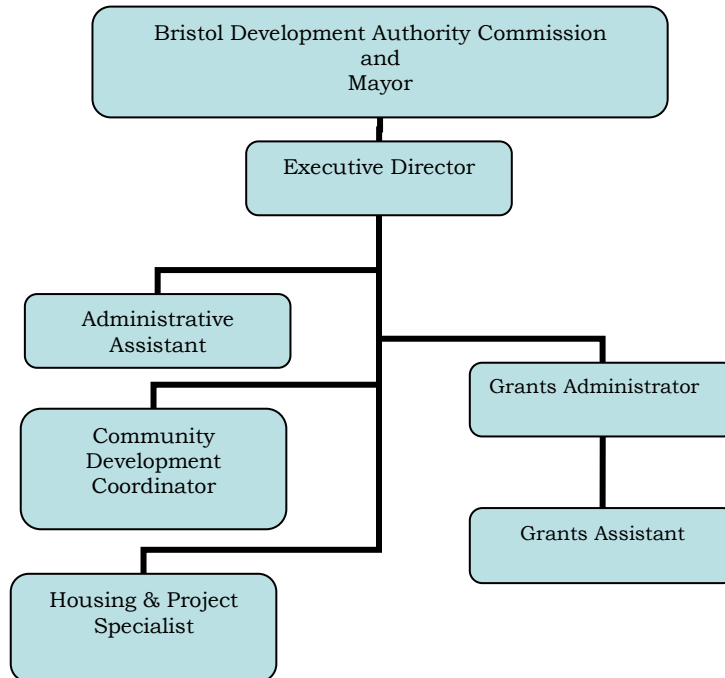 Bristol Development Authority Commission
and
Mayor
Executive Director
Administrative
Assistant
Grants Administrator
Community
Development
Coordinator
Grants Assistant
Housing & Project
Specialist